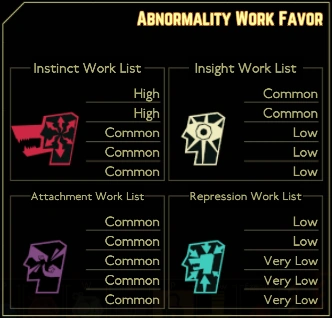 Abnormality Work Favor
Instinct Work List
High
High
Common
Common
Common
Insight Work List
Common
Common
Low
Low
Low
Attachment Work List
Common
Common
Common
Common
Common
Repression Work List
Low
Low
Very Low
Very Low
Very Low